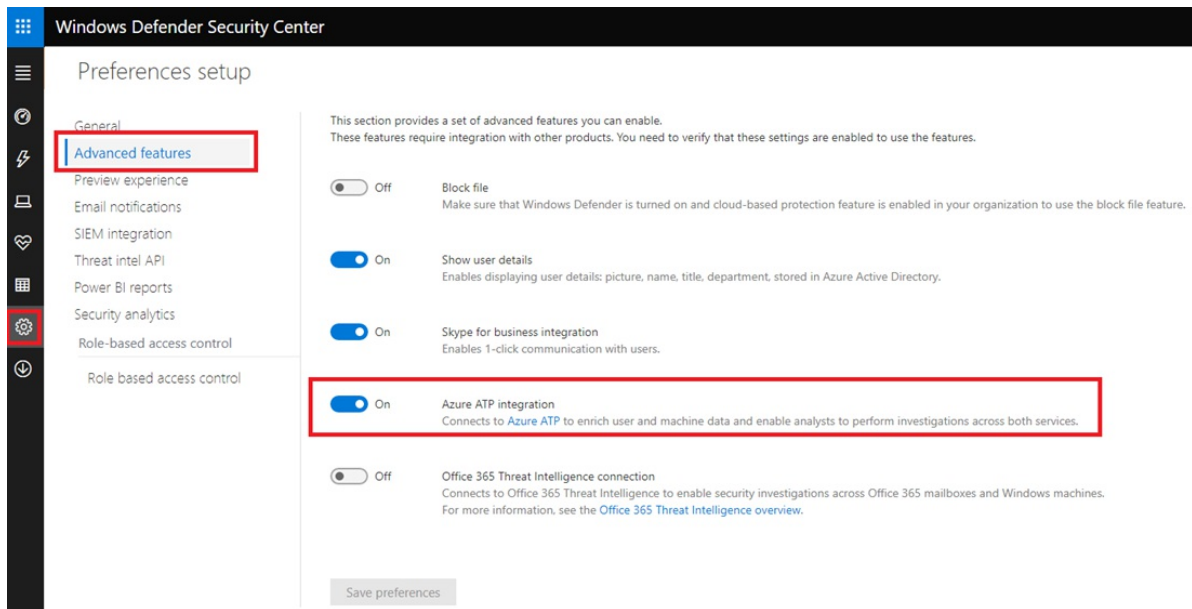 Windows Defender Security Center
Preferences setup
General
Advanced features
Preview experience
Email notifications
SIEM integration
Threat intel API
Power BI reports
Security analytics
Role-based access control
Role based access control
This section provides a set of advanced features you can enable.
These features require integration with other products. You need to verify that these settings are enabled to use the features.
Off Block file
Make sure that Windows Defender is turned on and cloud-based protection feature is enabled in your organization to use the block file feature.
On Show user details
Enables displaying user details: picture, name, title, department, stored in Azure Active Directory.
On Skype for business integration
Enables 1-click communication with users.
On Azure ATP integration
Connects to Azure ATP to enrich user and machine data and enable analysts to perform investigations across both services.
Off Office 365 Threat Intelligence connection
Connects to Office 365 Threat Intelligence to enable security investigations across Office 365 mailboxes and Windows machines.
For more information, see the Office 365 Threat Intelligence overview.
Save preferences